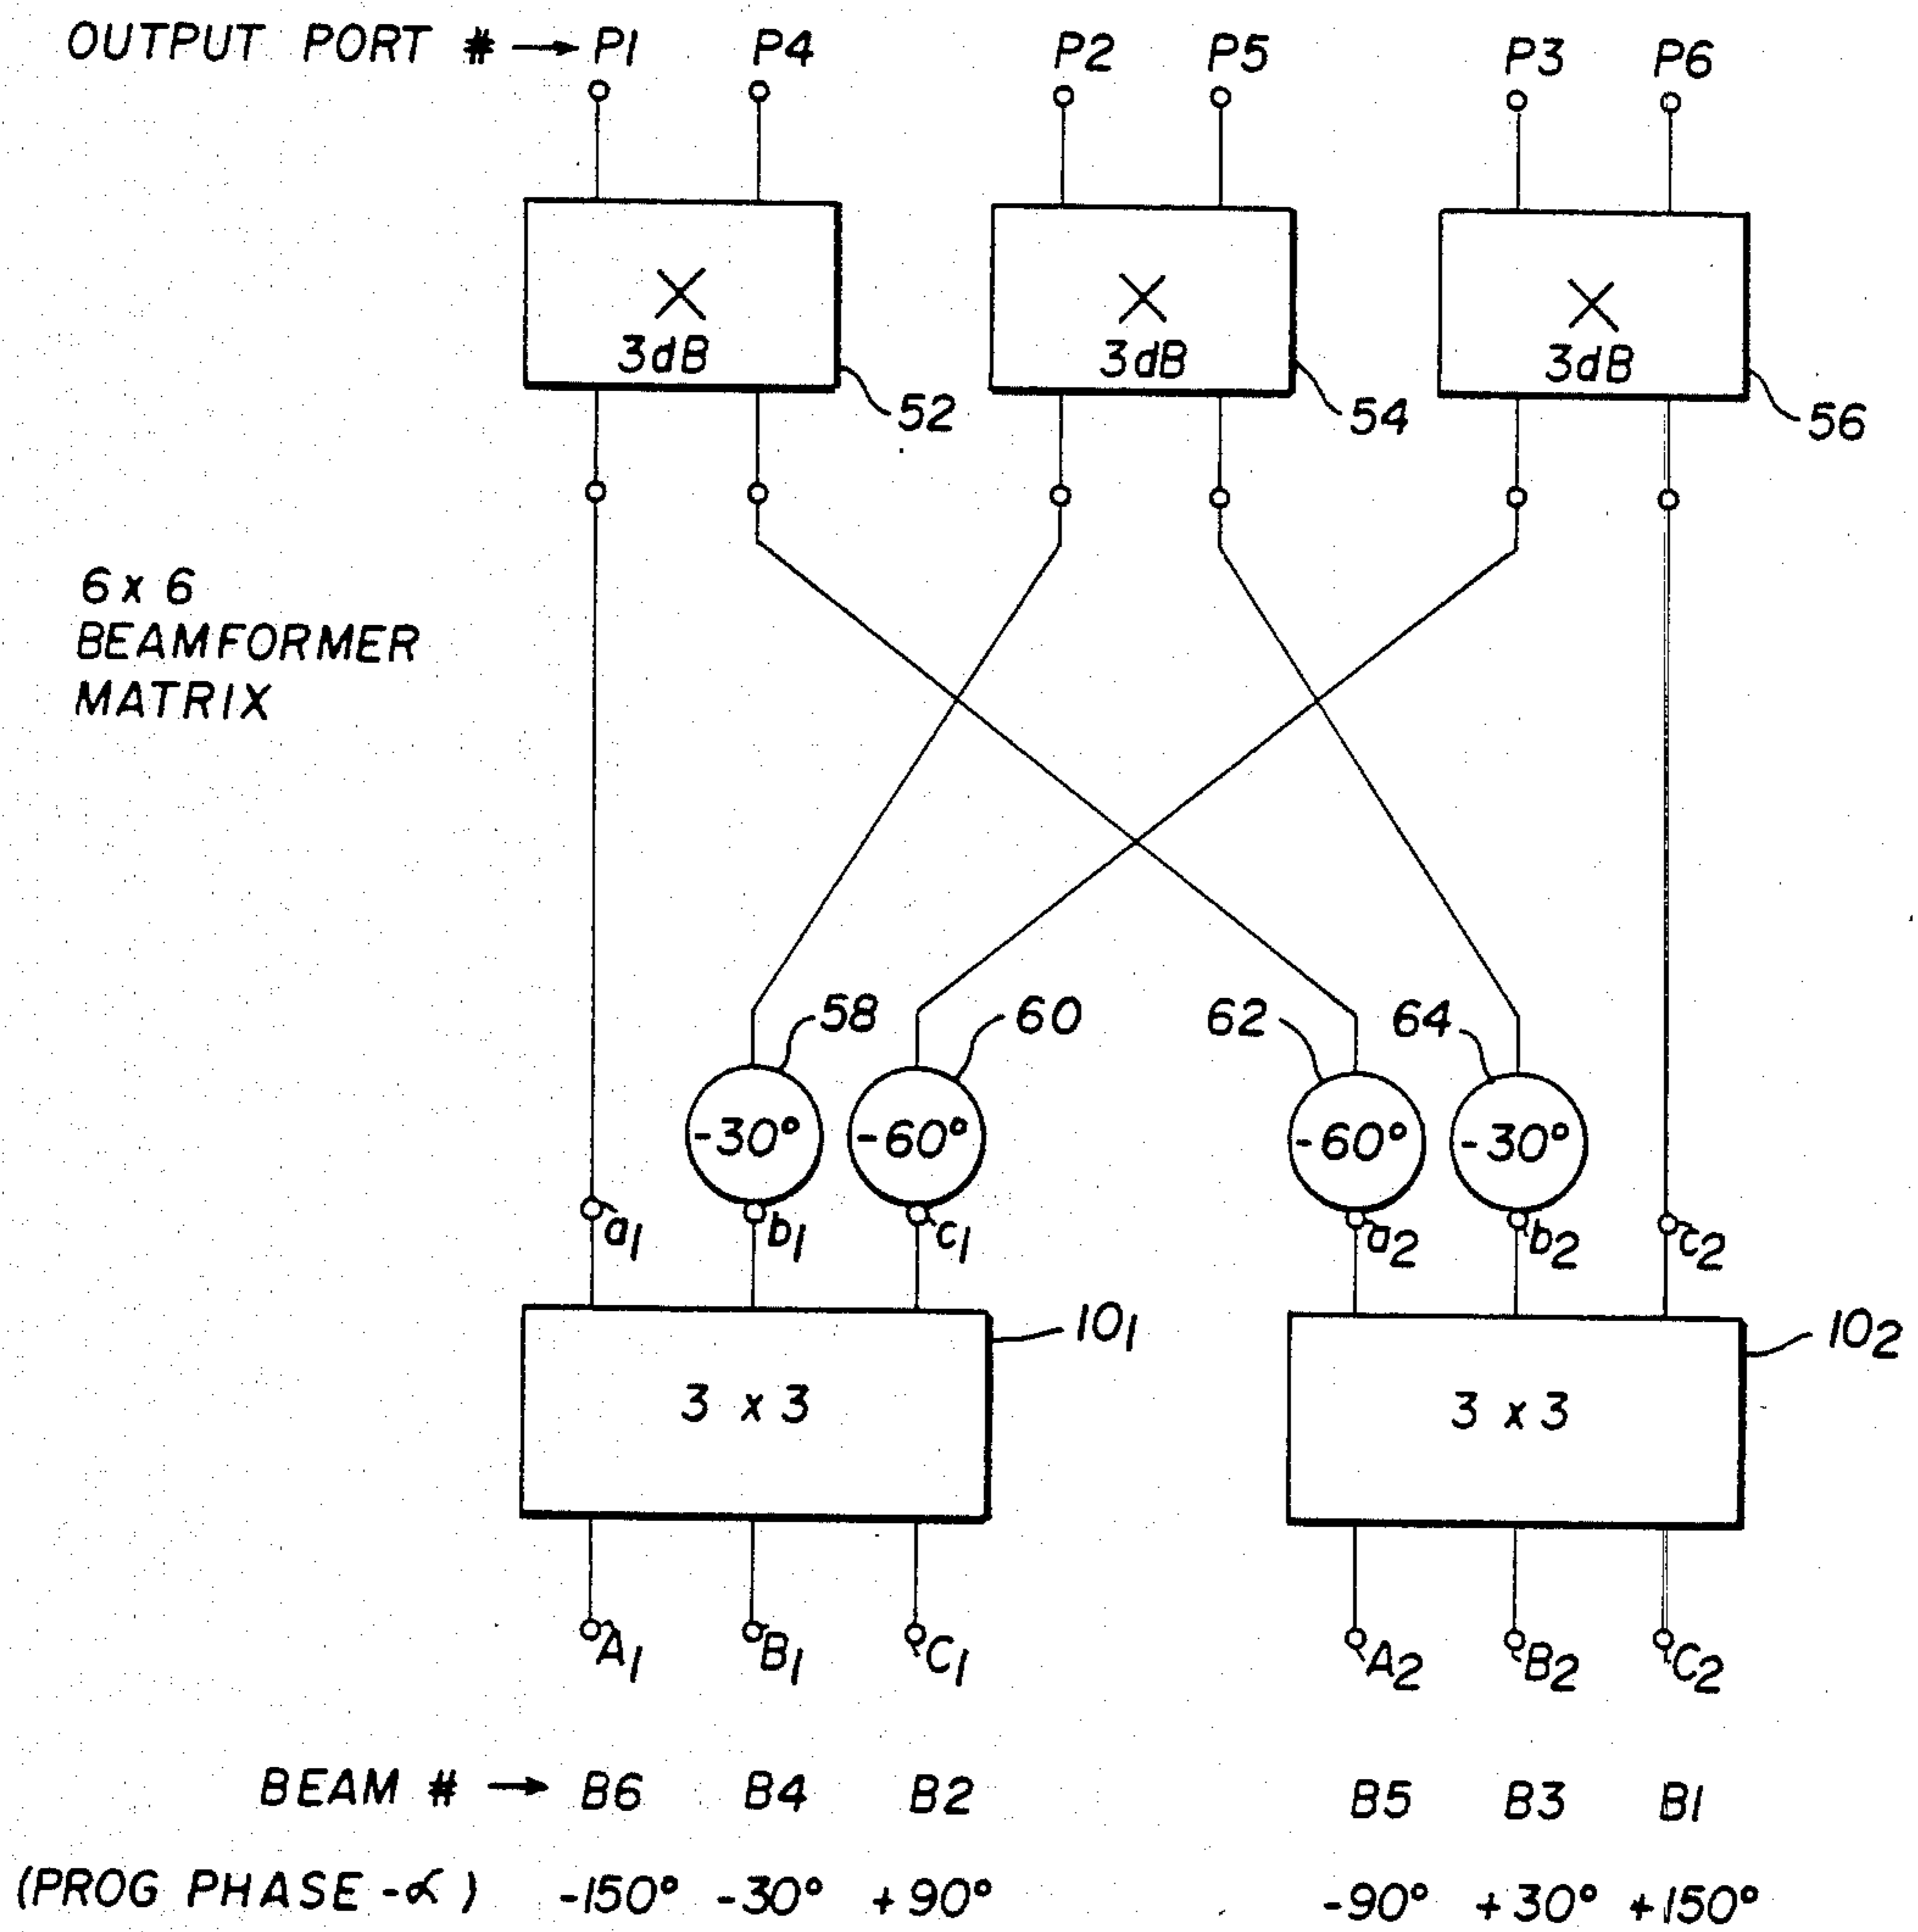 OUTPUT PORT # → P1 P4 P2 P5 P3 P6
3dB 3dB 3dB
52 54 56
6 x 6
BEAMFORMER
MATRIX
58 60 62 64
-30° -60° -60° -30°
a1 b1 c1 a2 b2 c2
101 102
3 x 3 3 x 3
A1 B1 C1 A2 B2 C2
BEAM # → B6 B4 B2 B5 B3 B1
(PROG PHASE -α) -150° -30° +90° -90° +30° +150°